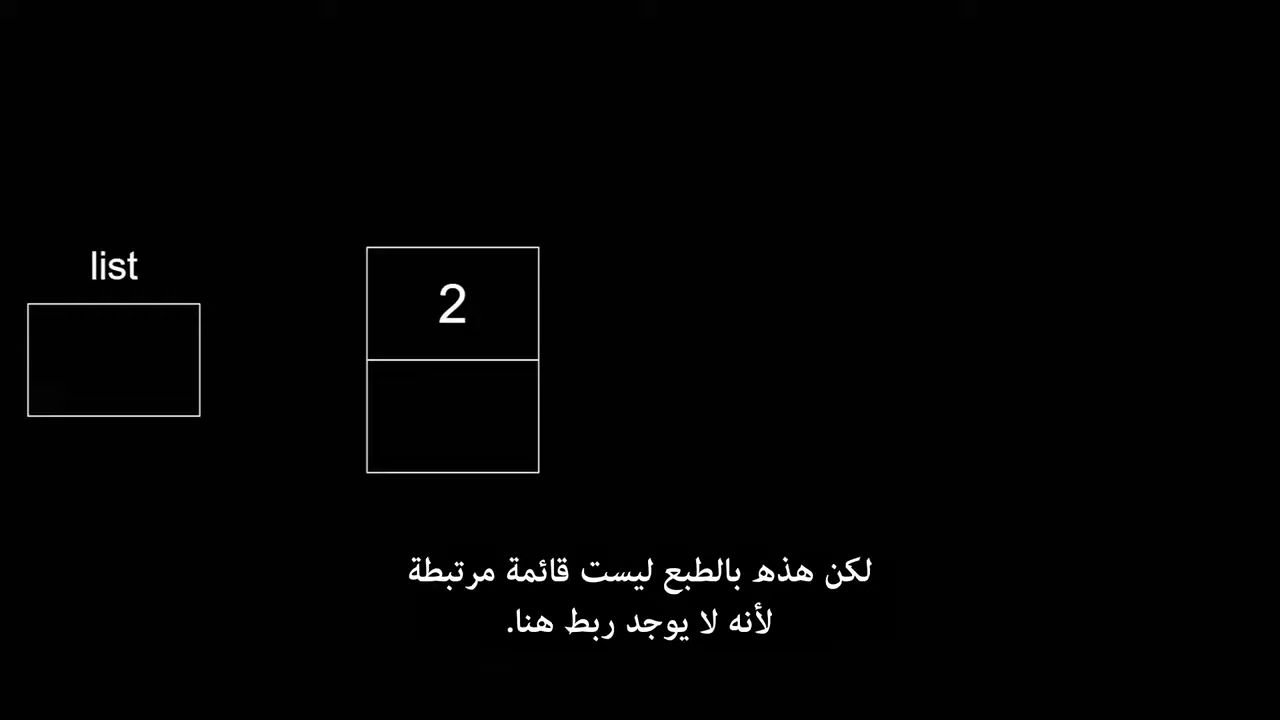 list
2
لكن هذه بالطبع ليست قائمة مرتبطة
لأنه لا يوجد ربط هنا.